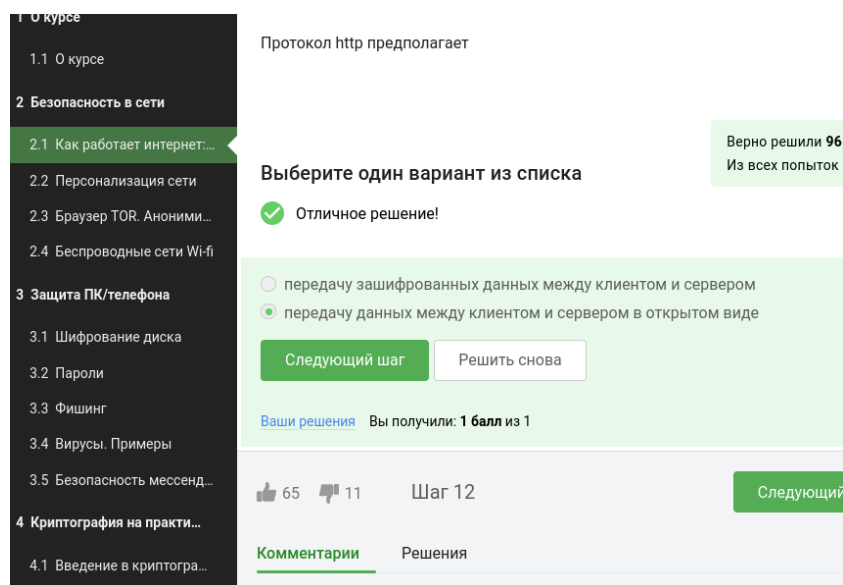 1 О курсе
1.1 О курсе
2 Безопасность в сети
2.1 Как работает интернет:...
2.2 Персонализация сети
2.3 Браузер TOR. Анонимн...
2.4 Беспроводные сети Wi-fi
3 Защита ПК/телефона
3.1 Шифрование диска
3.2 Пароли
3.3 Фишинг
3.4 Вирусы. Примеры
3.5 Безопасность мессенд...
4 Криптография на практи...
4.1 Введение в криптогра...
Протокол http предполагает
Верно решили 96
Из всех попыток
Выберите один вариант из списка
Отличное решение!
передачу зашифрованных данных между клиентом и сервером
передачу данных между клиентом и сервером в открытом виде
Следующий шаг
Решить снова
Ваши решения Вы получили: 1 балл из 1
65 11 Шаг 12
Следующий
Комментарии Решения